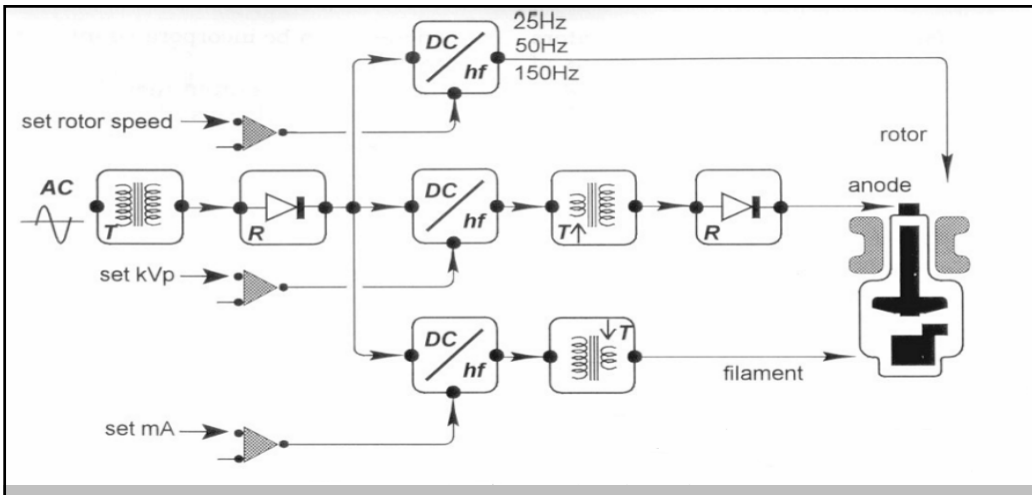 25Hz
50Hz
150Hz
DC
hf
set rotor speed
rotor
AC
T
R
DC
hf
T
R
anode
set kVp
DC
hf
T
filament
set mA